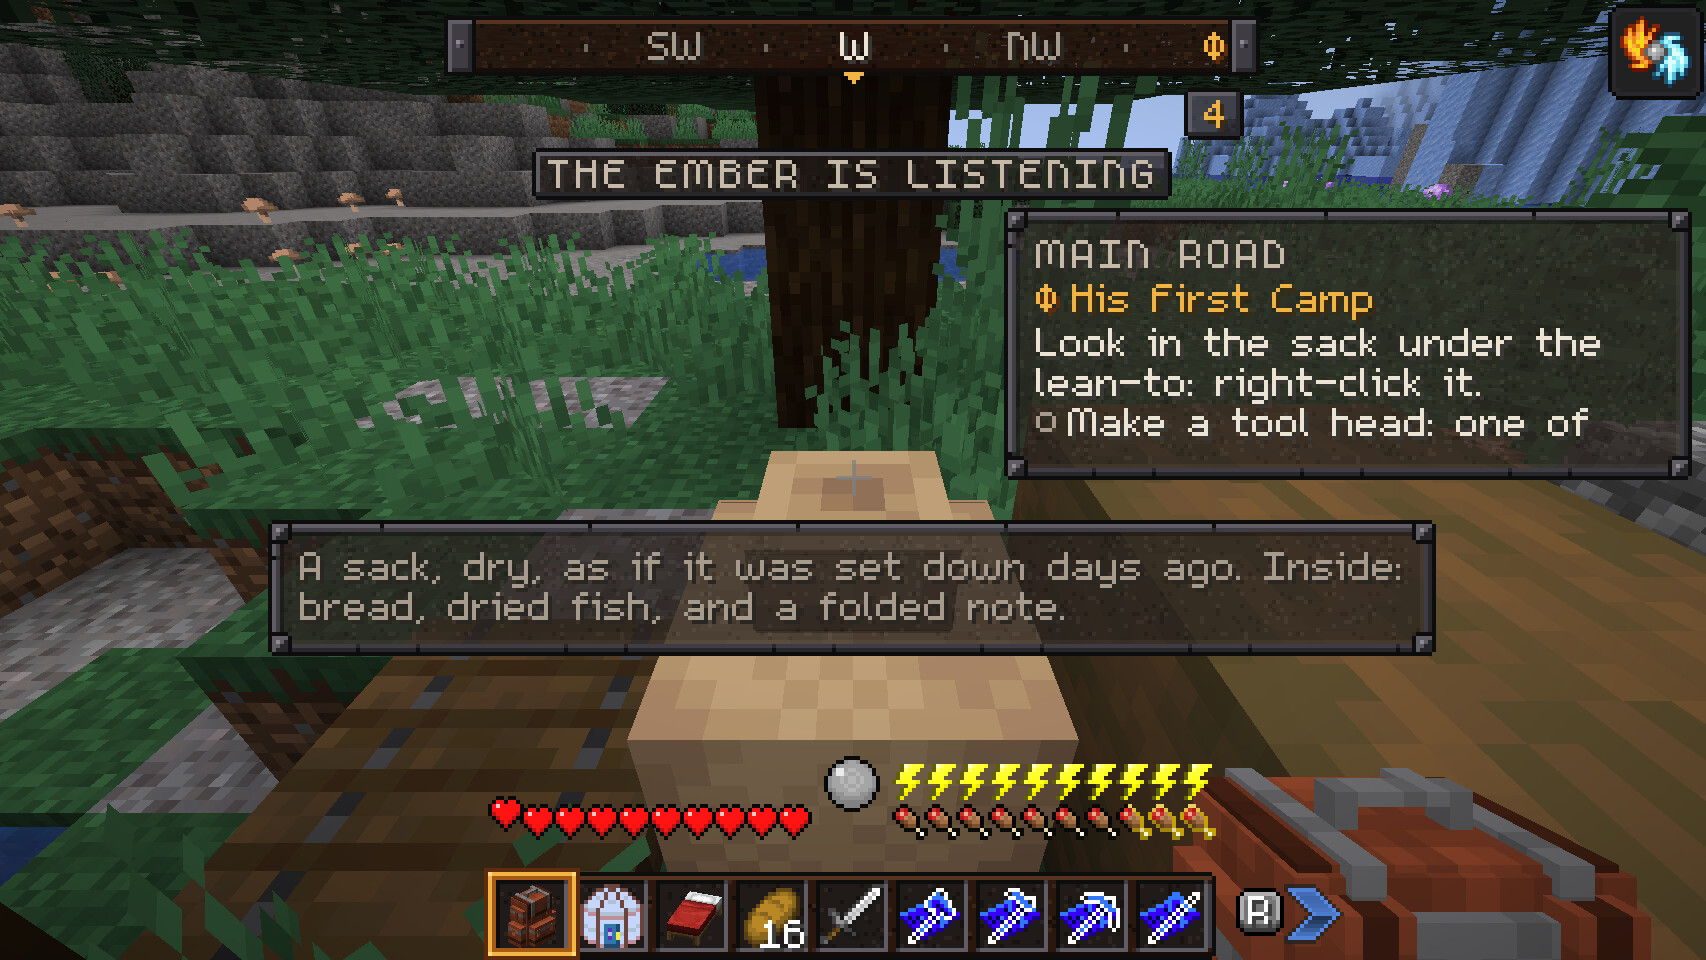 SW W NW
4
THE EMBER IS LISTENING
MAIN ROAD
His First Camp
Look in the sack under the
lean-to: right-click it.
Make a tool head: one of
A sack, dry, as if it was set down days ago. Inside:
bread, dried fish, and a folded note.
16
R